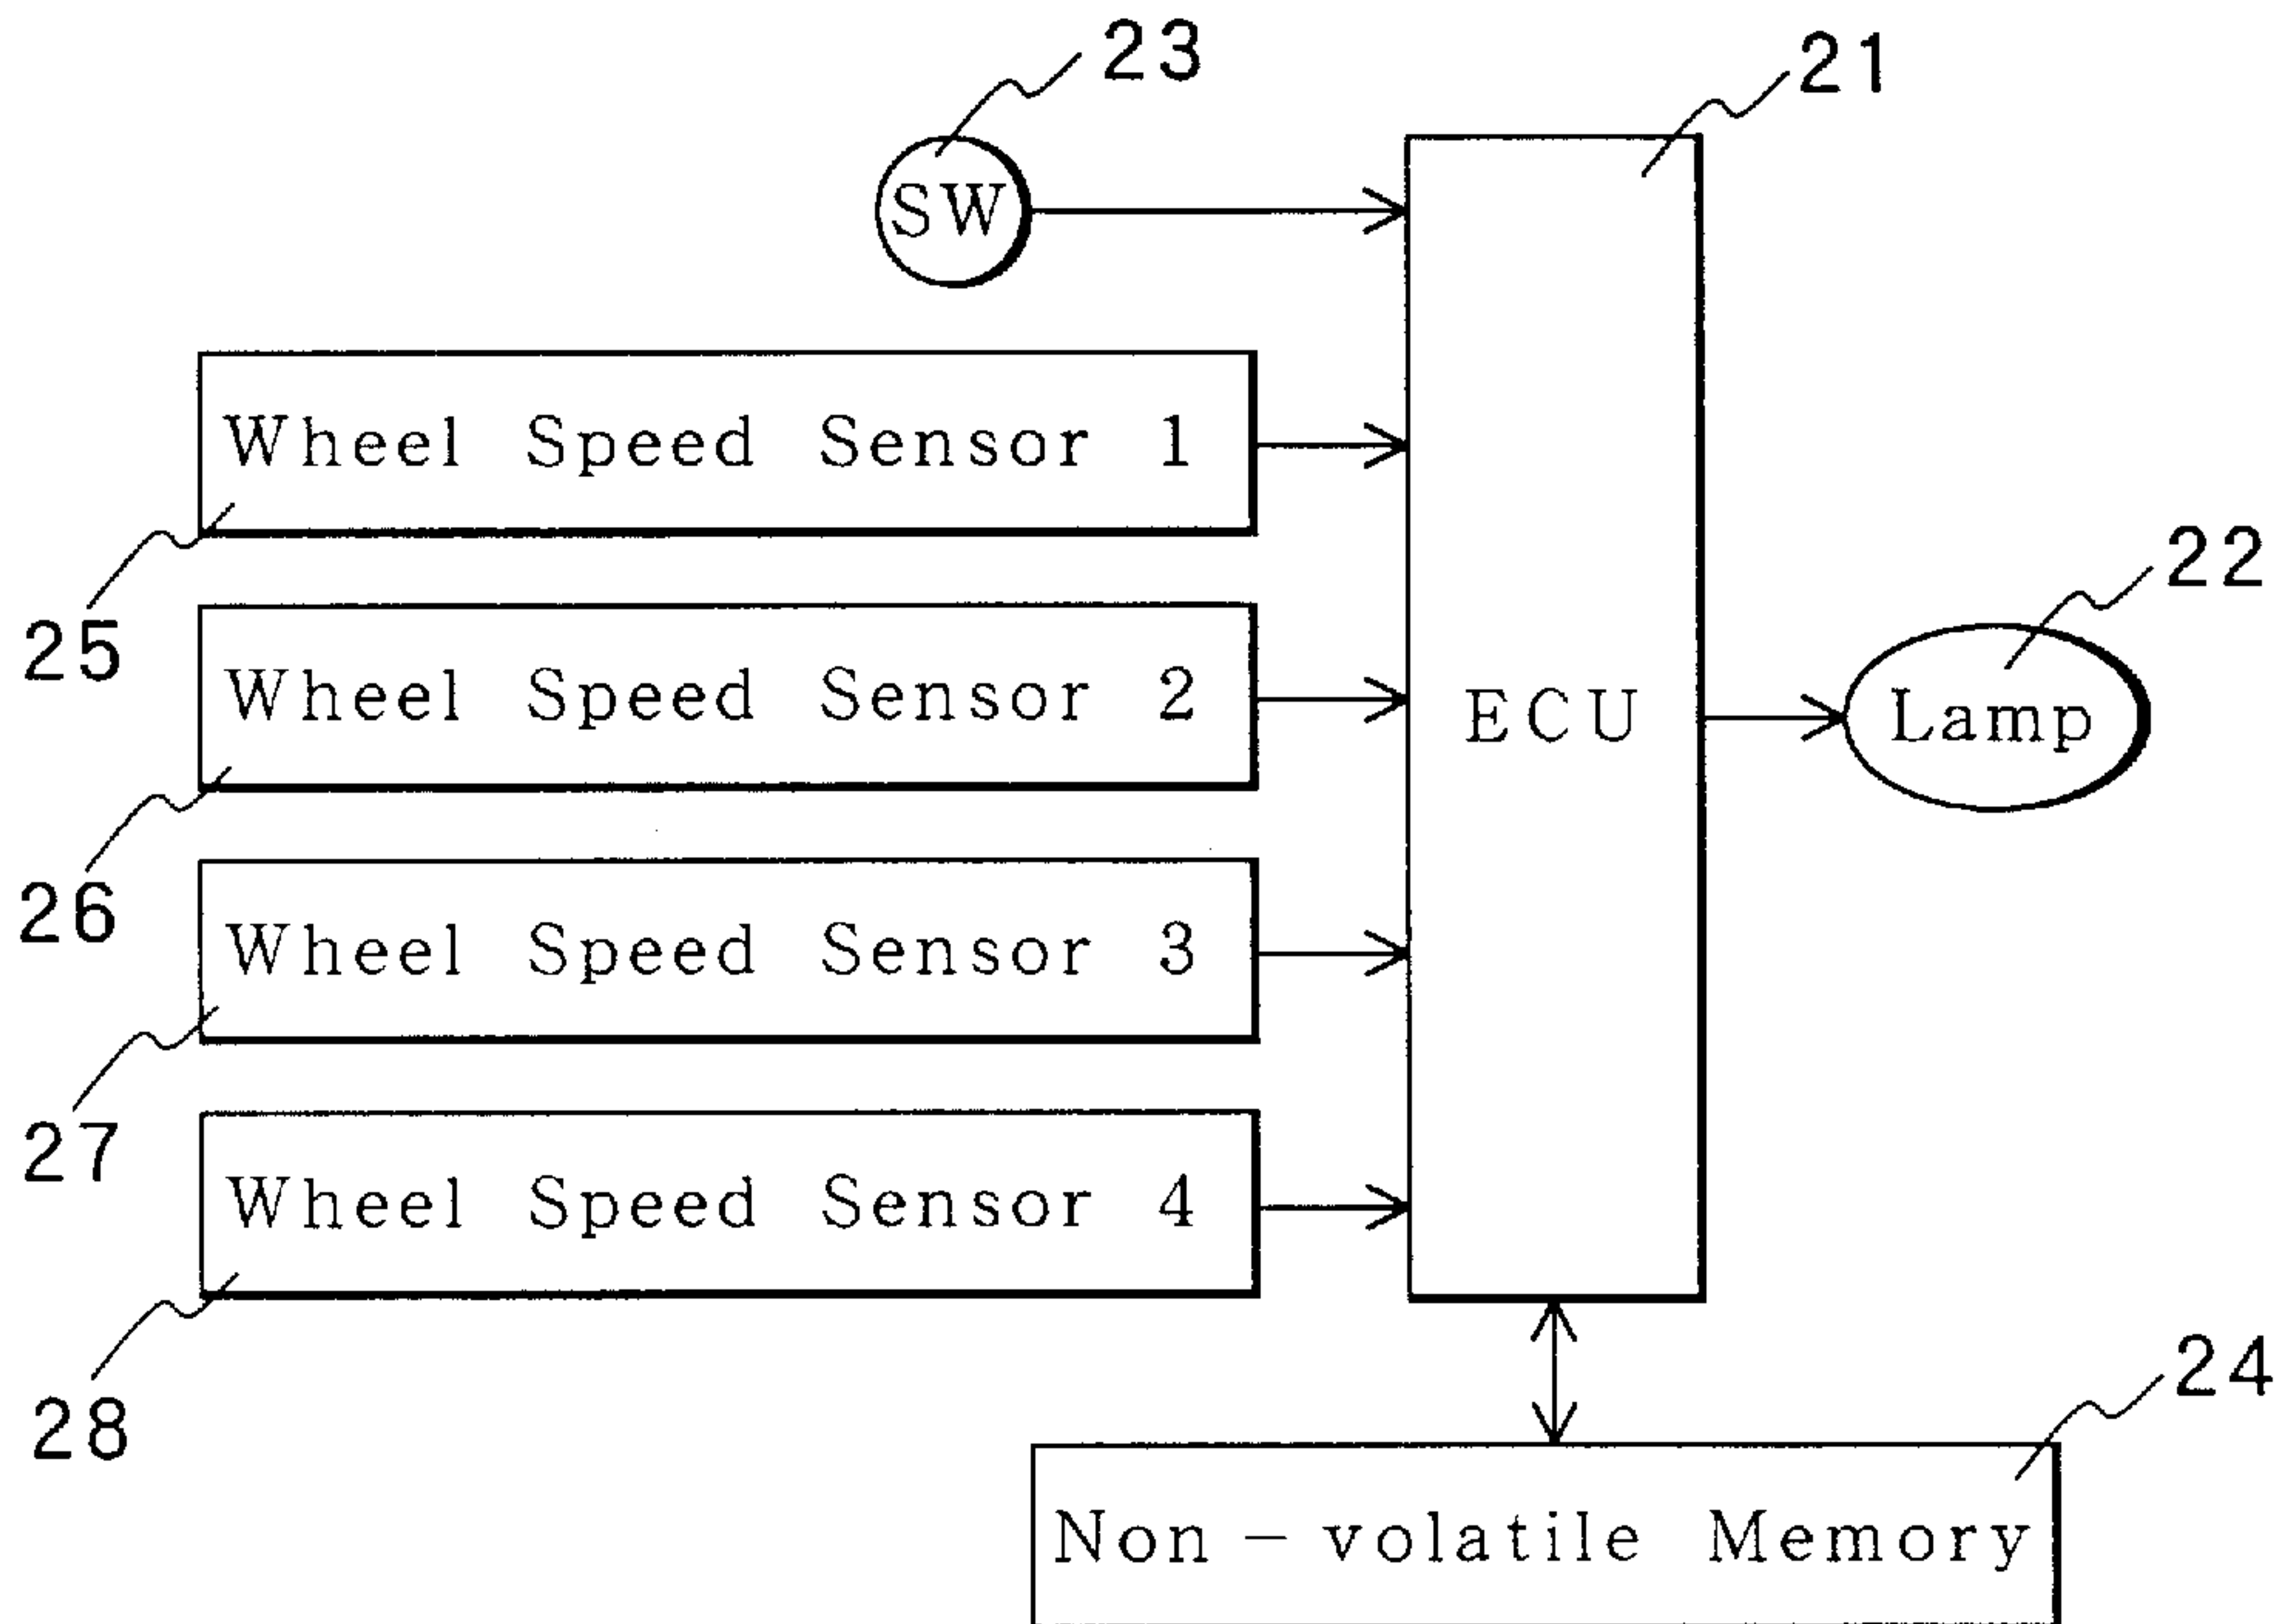 23
21
SW
Wheel Speed Sensor 1
25
22
Wheel Speed Sensor 2
ECU
Lamp
26
Wheel Speed Sensor 3
27
Wheel Speed Sensor 4
28
24
Non-volatile Memory